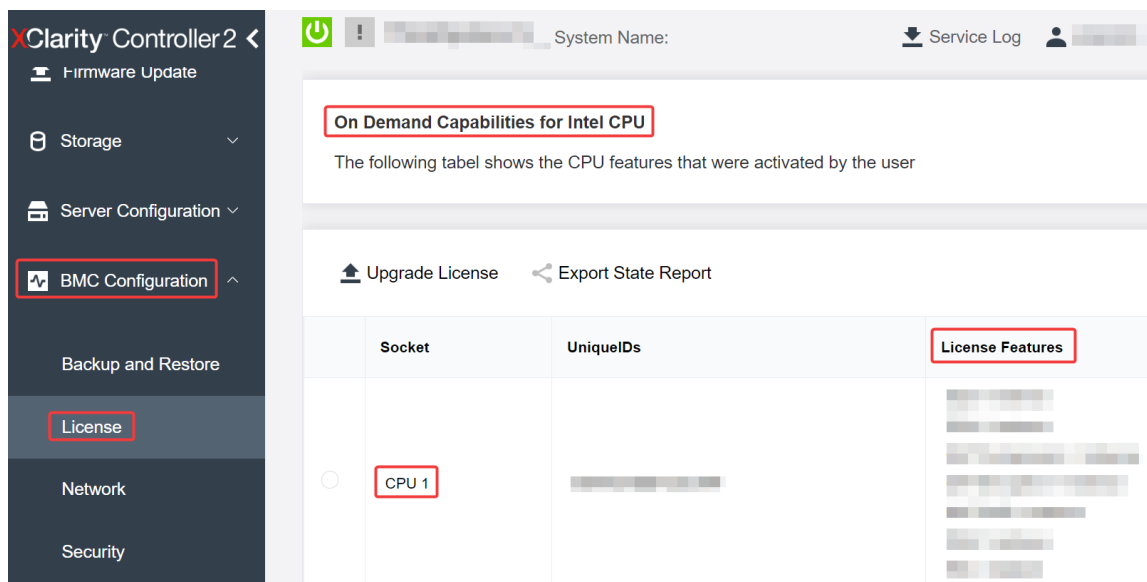 XClarity Controller 2
System Name:
Service Log
Firmware Update
On Demand Capabilities for Intel CPU
Storage
The following tabel shows the CPU features that were activated by the user
Server Configuration
BMC Configuration
Upgrade License
Export State Report
Socket
UniqueIDs
License Features
Backup and Restore
License
CPU 1
Network
Security